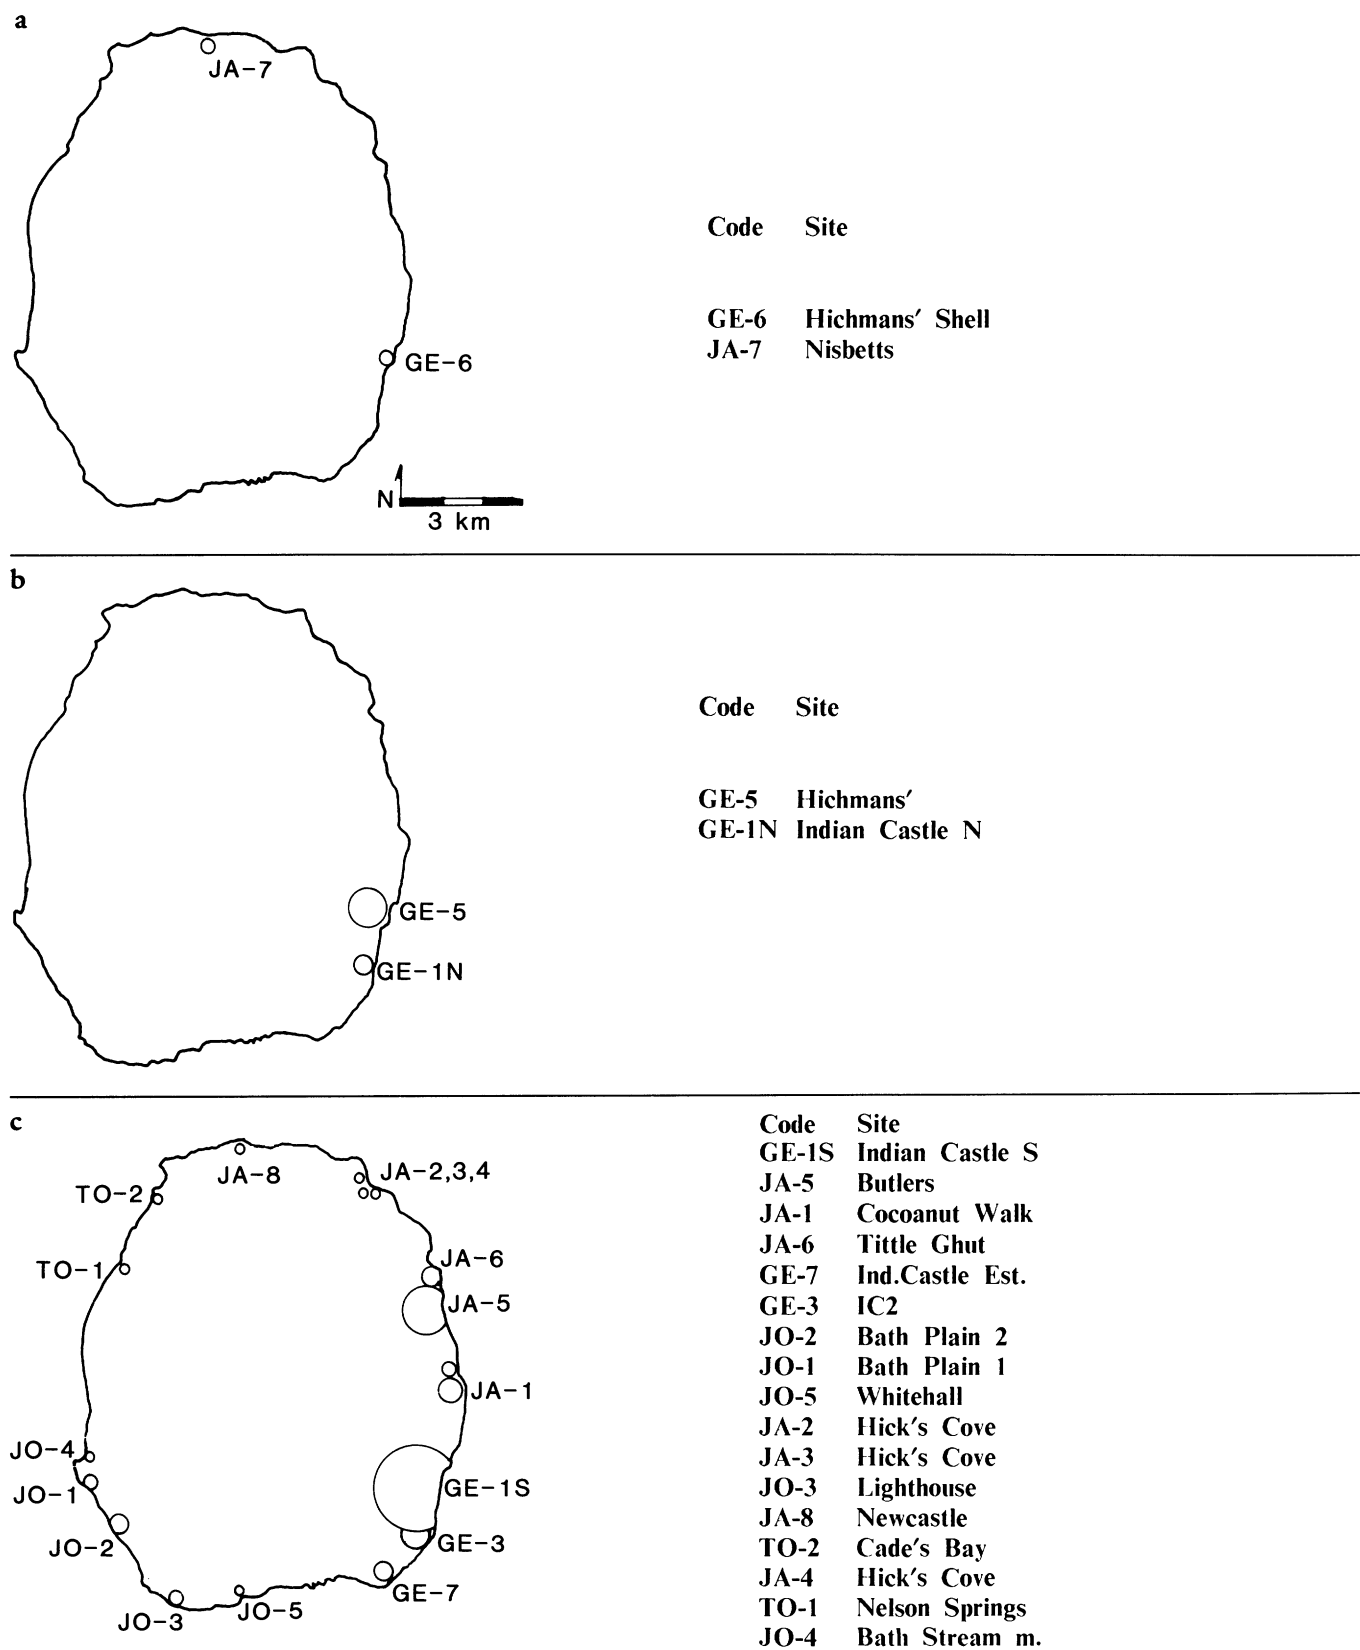 a
JA-7
GE-6
N
3 km
Code Site
GE-6 Hichmans' Shell
JA-7 Nisbetts
b
GE-5
GE-1N
Code Site
GE-5 Hichmans'
GE-1N Indian Castle N
c
JA-8
JA-2,3,4
TO-2
TO-1
JA-6
JA-5
JA-1
JO-4
JO-1
GE-1S
JO-2
GE-3
GE-7
JO-3
JO-5
Code Site
GE-1S Indian Castle S
JA-5 Butlers
JA-1 Cocoanut Walk
JA-6 Tittle Ghut
GE-7 Ind.Castle Est.
GE-3 IC2
JO-2 Bath Plain 2
JO-1 Bath Plain 1
JO-5 Whitehall
JA-2 Hick's Cove
JA-3 Hick's Cove
JO-3 Lighthouse
JA-8 Newcastle
TO-2 Cade's Bay
JA-4 Hick's Cove
TO-1 Nelson Springs
JO-4 Bath Stream m.